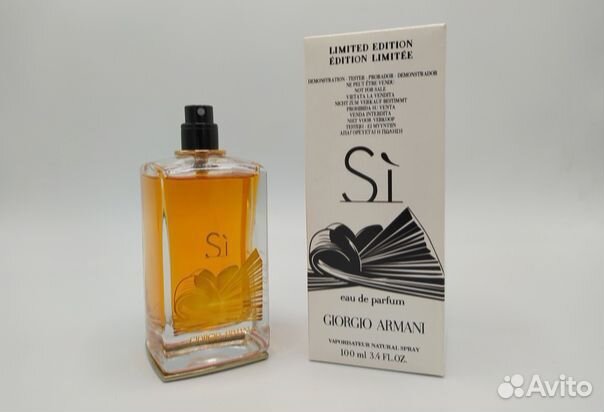 Sì
GIORGIO ARMANI
LIMITED EDITION
ÉDITION LIMITÉE
DEMONSTRATION - TESTER - PROBADOR - DEMONSTRADOR
NE PEUT ÊTRE VENDU
NOT FOR SALE
VIETATA LA VENDITA
NICHT ZUM VERKAUF BESTIMMT
PROHIBIDA SU VENTA
VENDA INTERDITA
NIET VOOR VERKOOP
ΑΠΑΓΟΡΕΥΕΤΑΙ Η ΠΩΛΗΣΗ
Sì
eau de parfum
GIORGIO ARMANI
VAPORISATEUR NATURAL SPRAY
100 ml 3.4 FL.OZ.
Avito